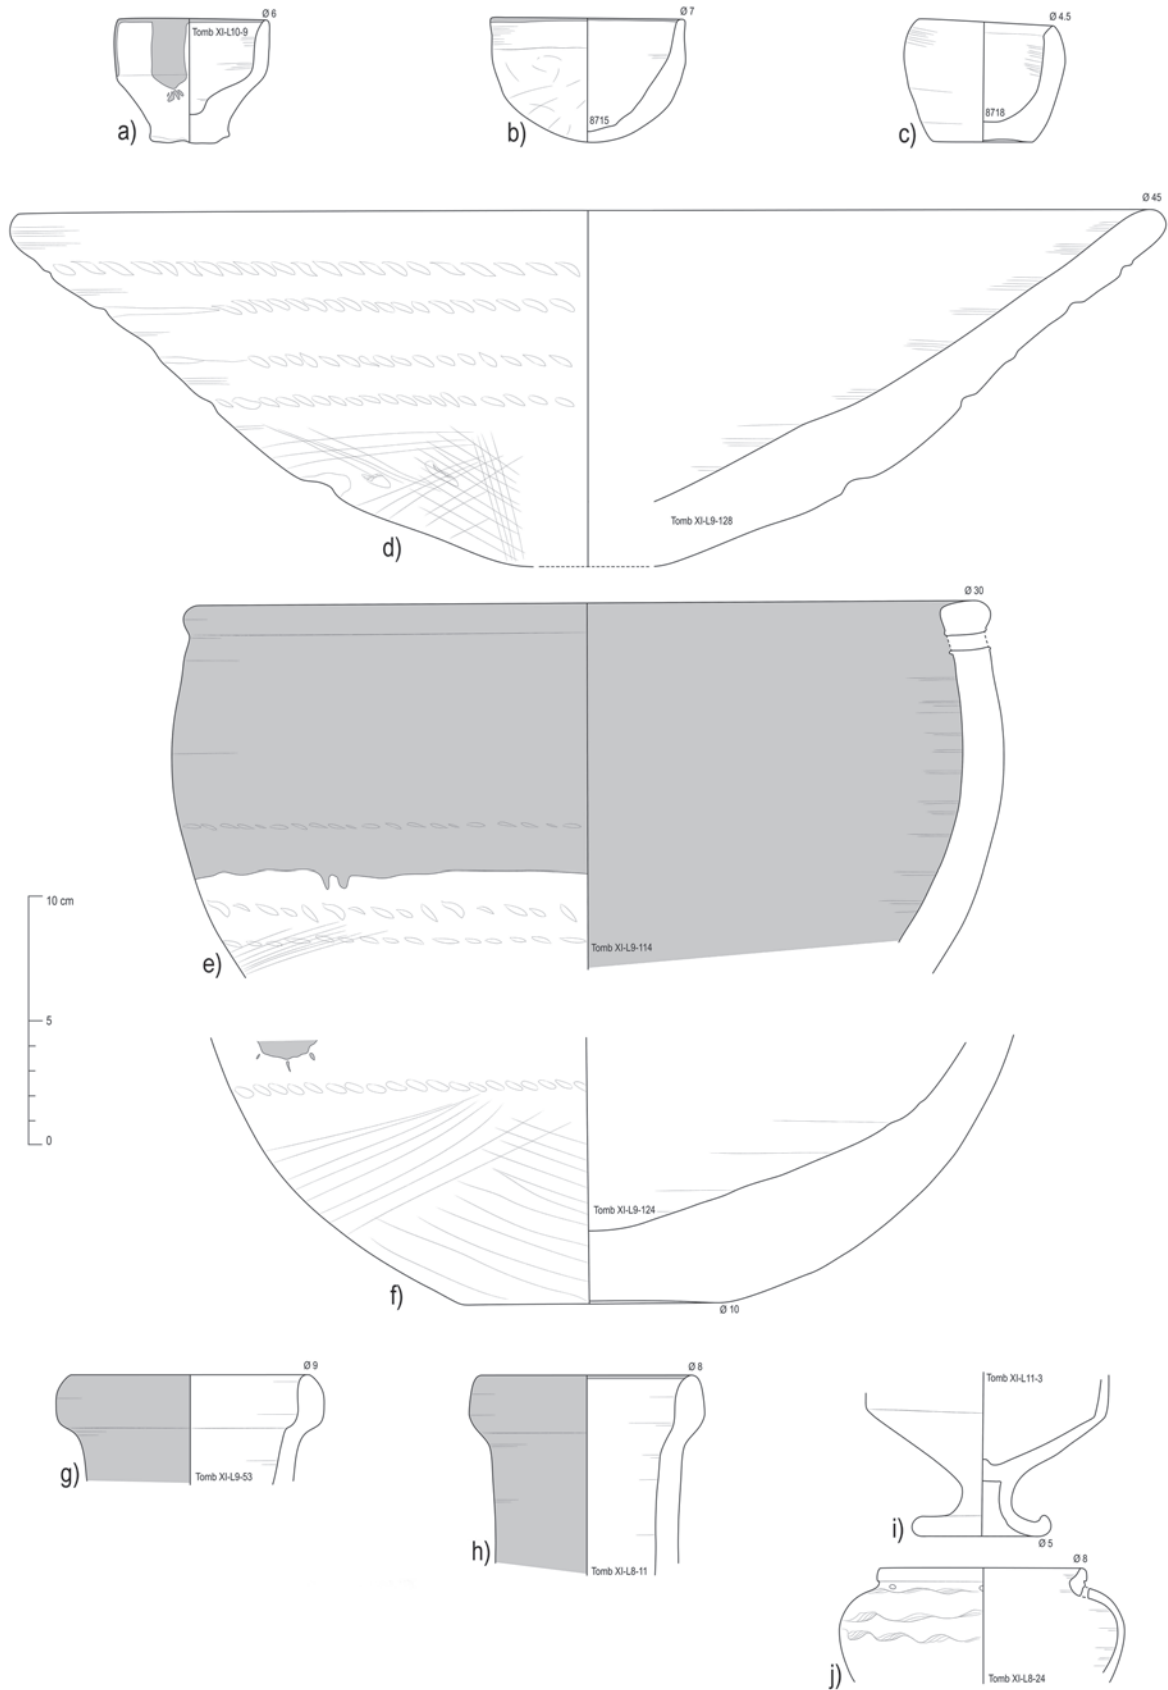 Ø 6
Tomb XI-L10-9
a)
Ø 7
8715
b)
Ø 4.5
8718
c)
Ø 45
Tomb XI-L9-128
d)
Ø 30
Tomb XI-L9-114
e)
10 cm
5
0
Tomb XI-L9-124
f)
Ø 10
Ø 9
Tomb XI-L9-53
g)
Ø 8
Tomb XI-L8-11
h)
Tomb XI-L11-3
i)
Ø 5
Ø 8
Tomb XI-L8-24
j)